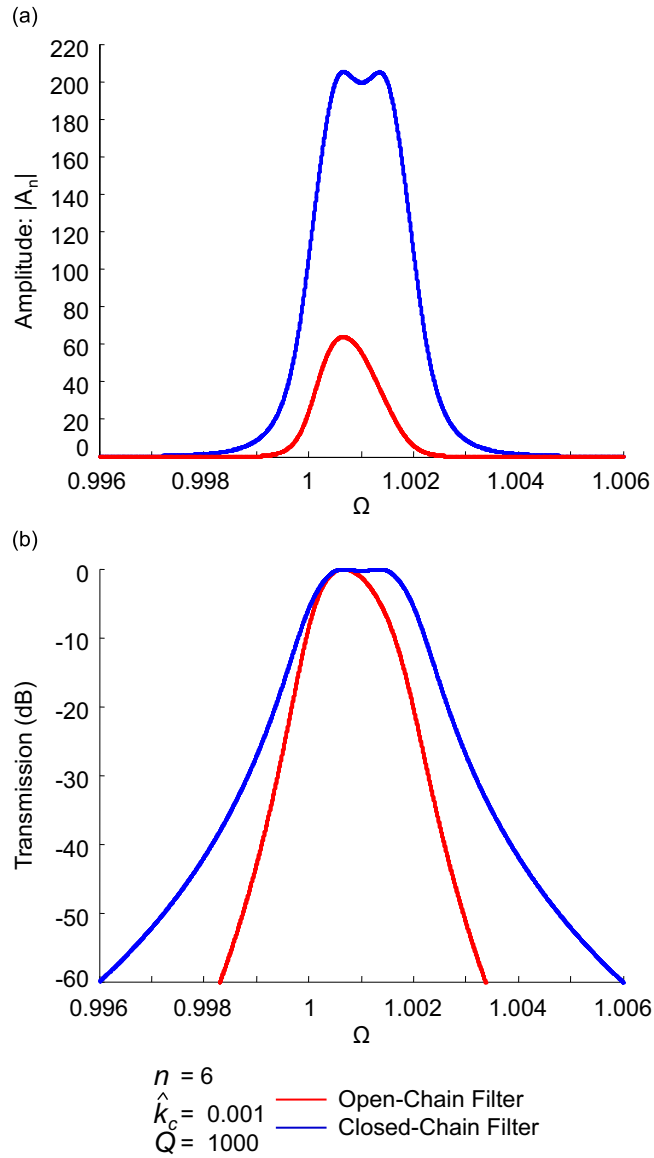 (a)
220
200
180
160
140
120
100
80
60
40
20
0
Amplitude: |Aₙ|
0.996
0.998
1
1.002
1.004
1.006
Ω
(b)
0
-10
-20
-30
-40
-50
-60
Transmission (dB)
0.996
0.998
1
1.002
1.004
1.006
Ω
n = 6
k̂_c = 0.001
Q = 1000
Open-Chain Filter
Closed-Chain Filter